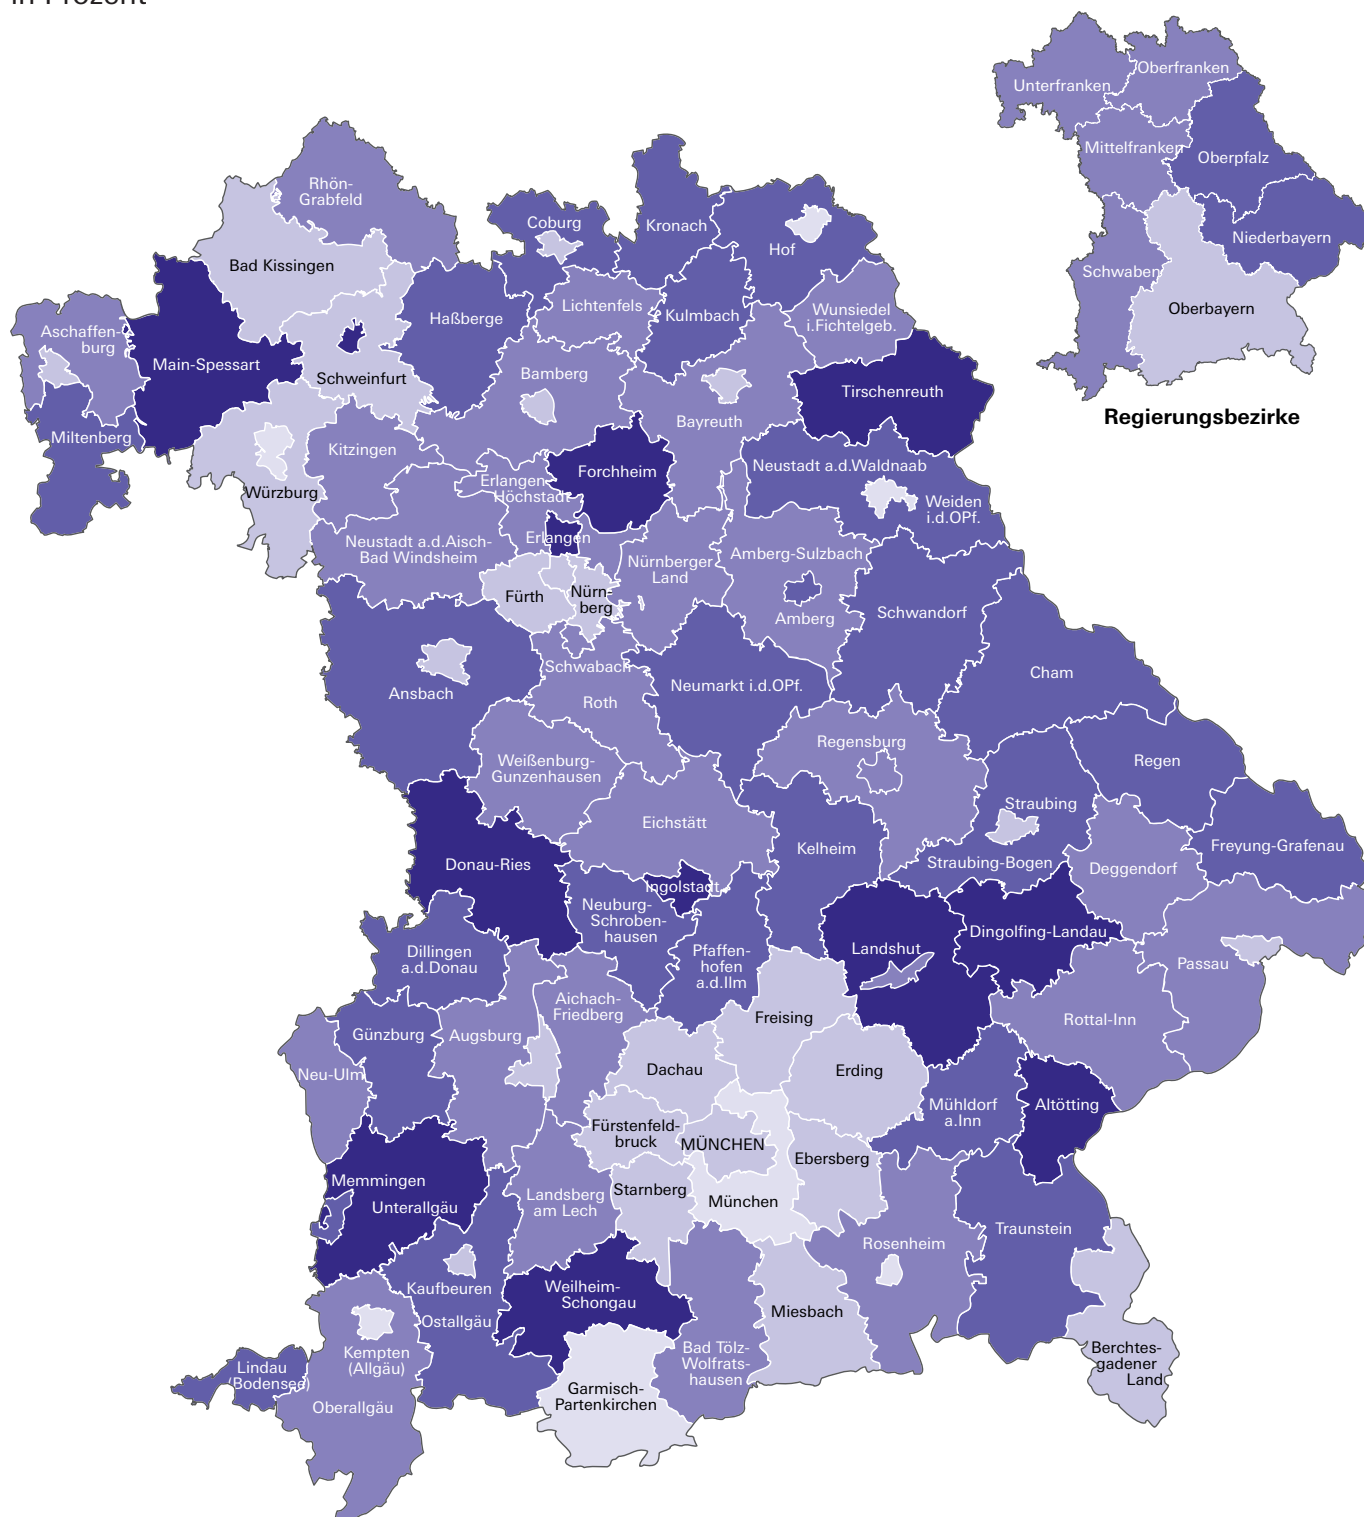 in Prozent
Unterfranken
Oberfranken
Mittelfranken
Oberpfalz
Niederbayern
Schwaben
Oberbayern
Regierungsbezirke
Rhön-
Grabfeld
Coburg
Kronach
Hof
Bad Kissingen
Lichtenfels
Wunsiedel
i.Fichtelgeb.
Haßberge
Kulmbach
Aschaffen-
burg
Main-Spessart
Schweinfurt
Bamberg
Tirschenreuth
Bayreuth
Miltenberg
Kitzingen
Forchheim
Neustadt a.d.Waldnaab
Weiden
i.d.OPf.
Würzburg
Erlangen-
Höchstadt
Erlangen
Neustadt a.d.Aisch-
Bad Windsheim
Nürnberger
Land
Amberg-Sulzbach
Amberg
Fürth
Nürn-
berg
Schwandorf
Schwabach
Roth
Ansbach
Neumarkt i.d.OPf.
Cham
Weißenburg-
Gunzenhausen
Regensburg
Regen
Straubing
Eichstätt
Kelheim
Straubing-Bogen
Deggendorf
Freyung-Grafenau
Donau-Ries
Ingolstadt
Neuburg-
Schroben-
hausen
Pfaffen-
hofen
a.d.Ilm
Landshut
Dingolfing-Landau
Passau
Dillingen
a.d.Donau
Aichach-
Friedberg
Freising
Rottal-Inn
Günzburg
Augsburg
Neu-Ulm
Dachau
Erding
Mühldorf
a.Inn
Altötting
Fürstenfeld-
bruck
MÜNCHEN
Ebersberg
Memmingen
Unterallgäu
Landsberg
am Lech
Starnberg
München
Traunstein
Rosenheim
Kaufbeuren
Weilheim-
Schongau
Ostallgäu
Miesbach
Kempten
(Allgäu)
Bad Tölz-
Wolfrats-
hausen
Berchtes-
gadener
Land
Lindau
(Bodensee)
Oberallgäu
Garmisch-
Partenkirchen